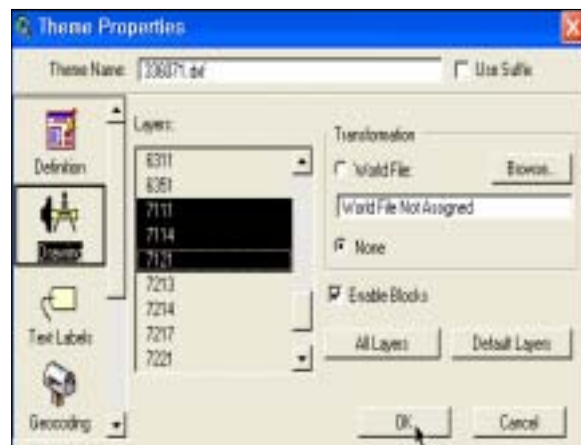 Theme Properties
Theme Name: 336071.dxf
Use Suffix
Definition
Drawing
Text Labels
Geocoding
Layers:
6311
6351
7111
7114
7121
7213
7214
7217
7221
Transformation
World File:
Browse...
World File Not Assigned
None
Enable Blocks
All Layers
Default Layers
OK
Cancel